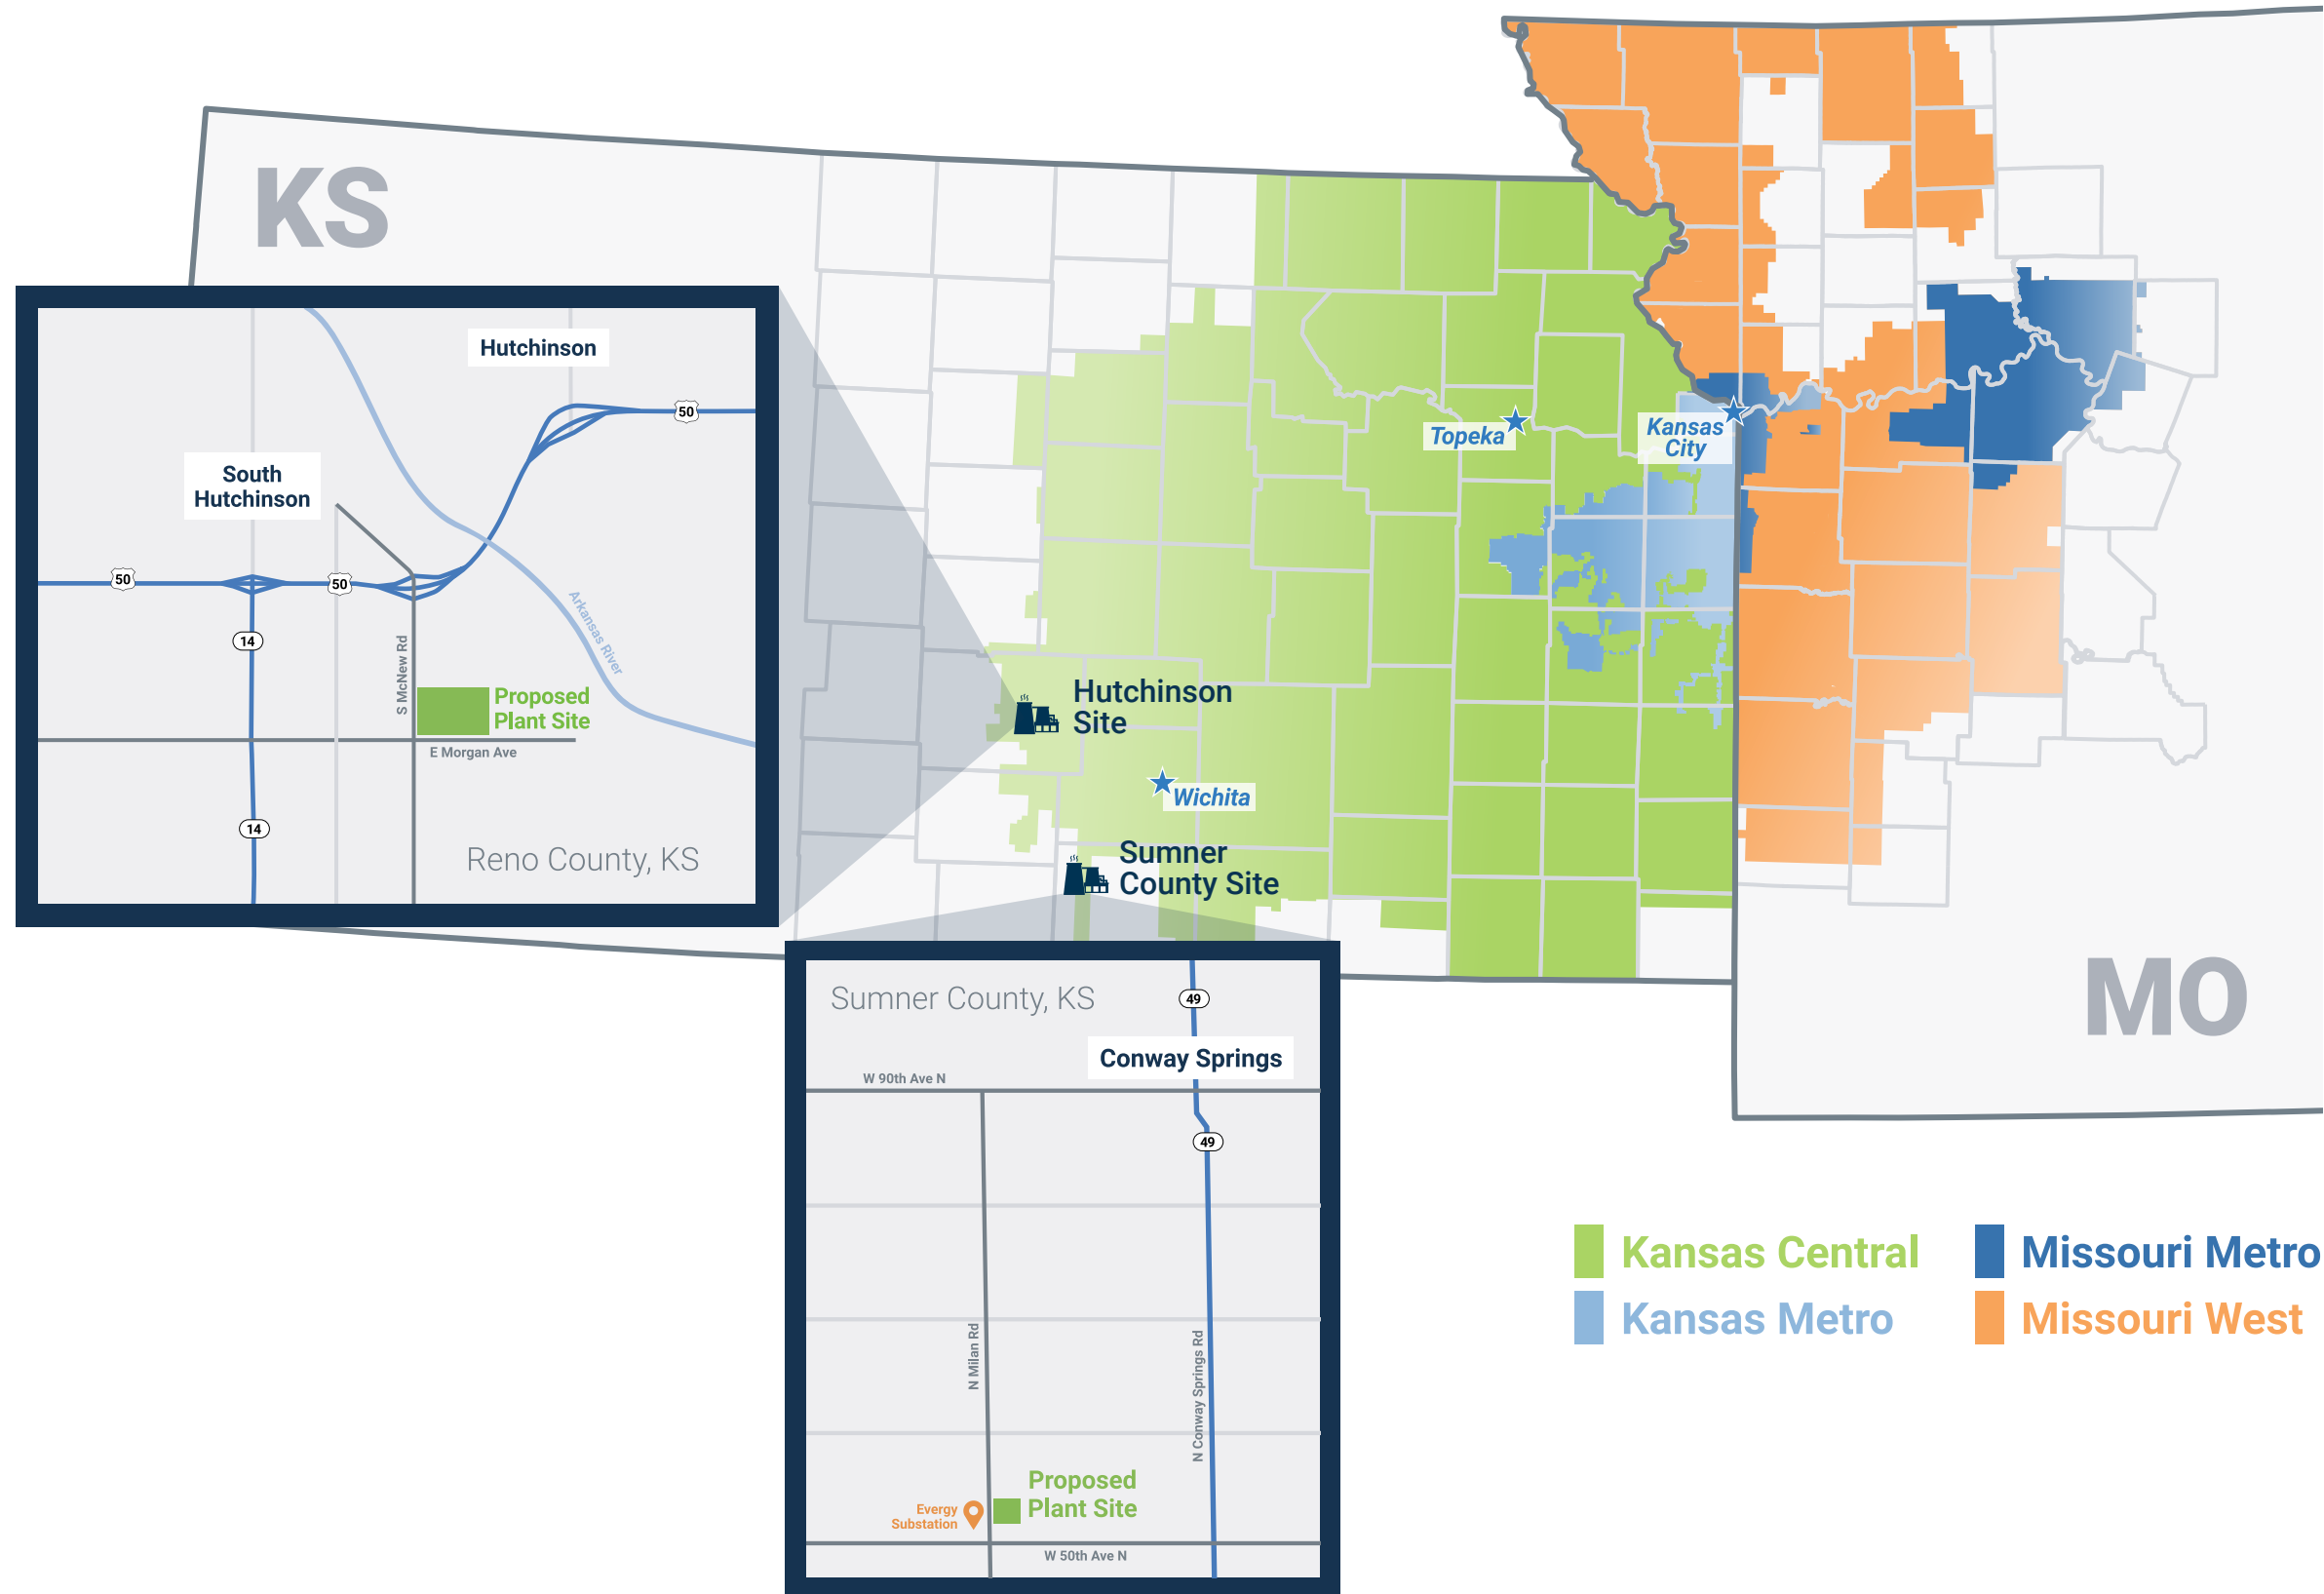 KS
Hutchinson
50
South
Hutchinson
50
50
14
S McNew Rd
Arkansas River
Proposed
Plant Site
E Morgan Ave
14
Reno County, KS
Topeka
Kansas
City
Hutchinson
Site
Wichita
Sumner
County Site
MO
Sumner County, KS
49
Conway Springs
W 90th Ave N
49
N Milan Rd
N Conway Springs Rd
Proposed
Plant Site
Evergy
Substation
W 50th Ave N
Kansas Central
Missouri Metro
Kansas Metro
Missouri West